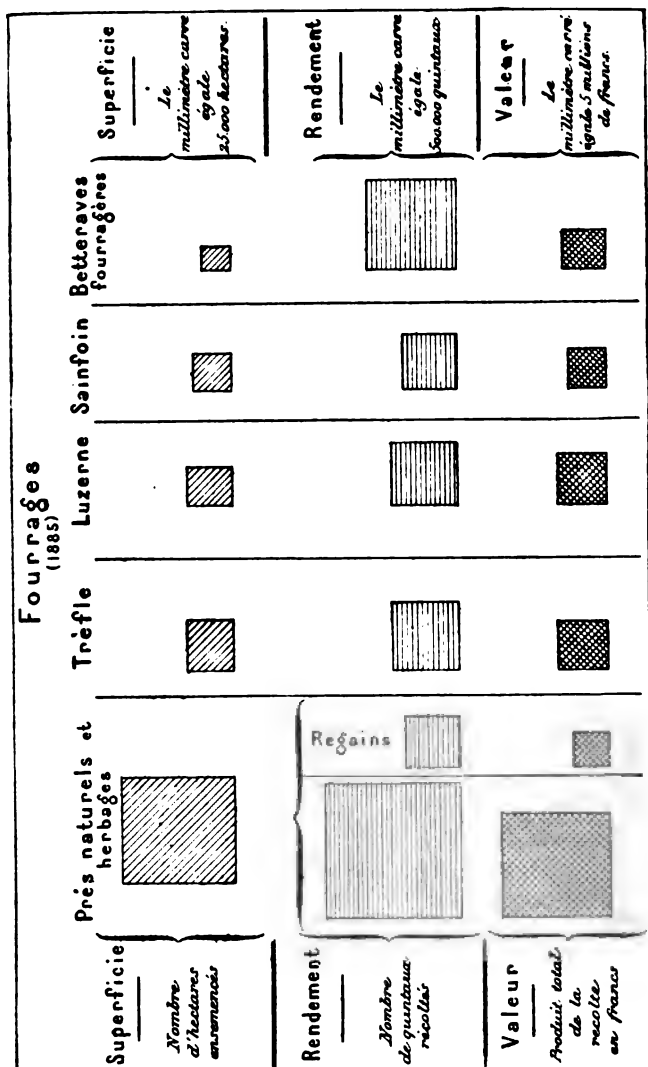 Fourrages
(1885)
Superficie
Nombre
d'hectares
ensemencés
Rendement
Nombre
de quintaux
récoltés
Valeur
Produit total
de la
récolte
en francs
Prés naturels et
herbages
Regains
Trèfle
Luzerne
Sainfoin
Betteraves
fourragères
Superficie
Le
millimètre carré
égale
25.000 hectares.
Rendement
Le
millimètre carré
égale
500.000 quintaux
Valeur
Le
millimètre carré
égale 5 millions
de francs.